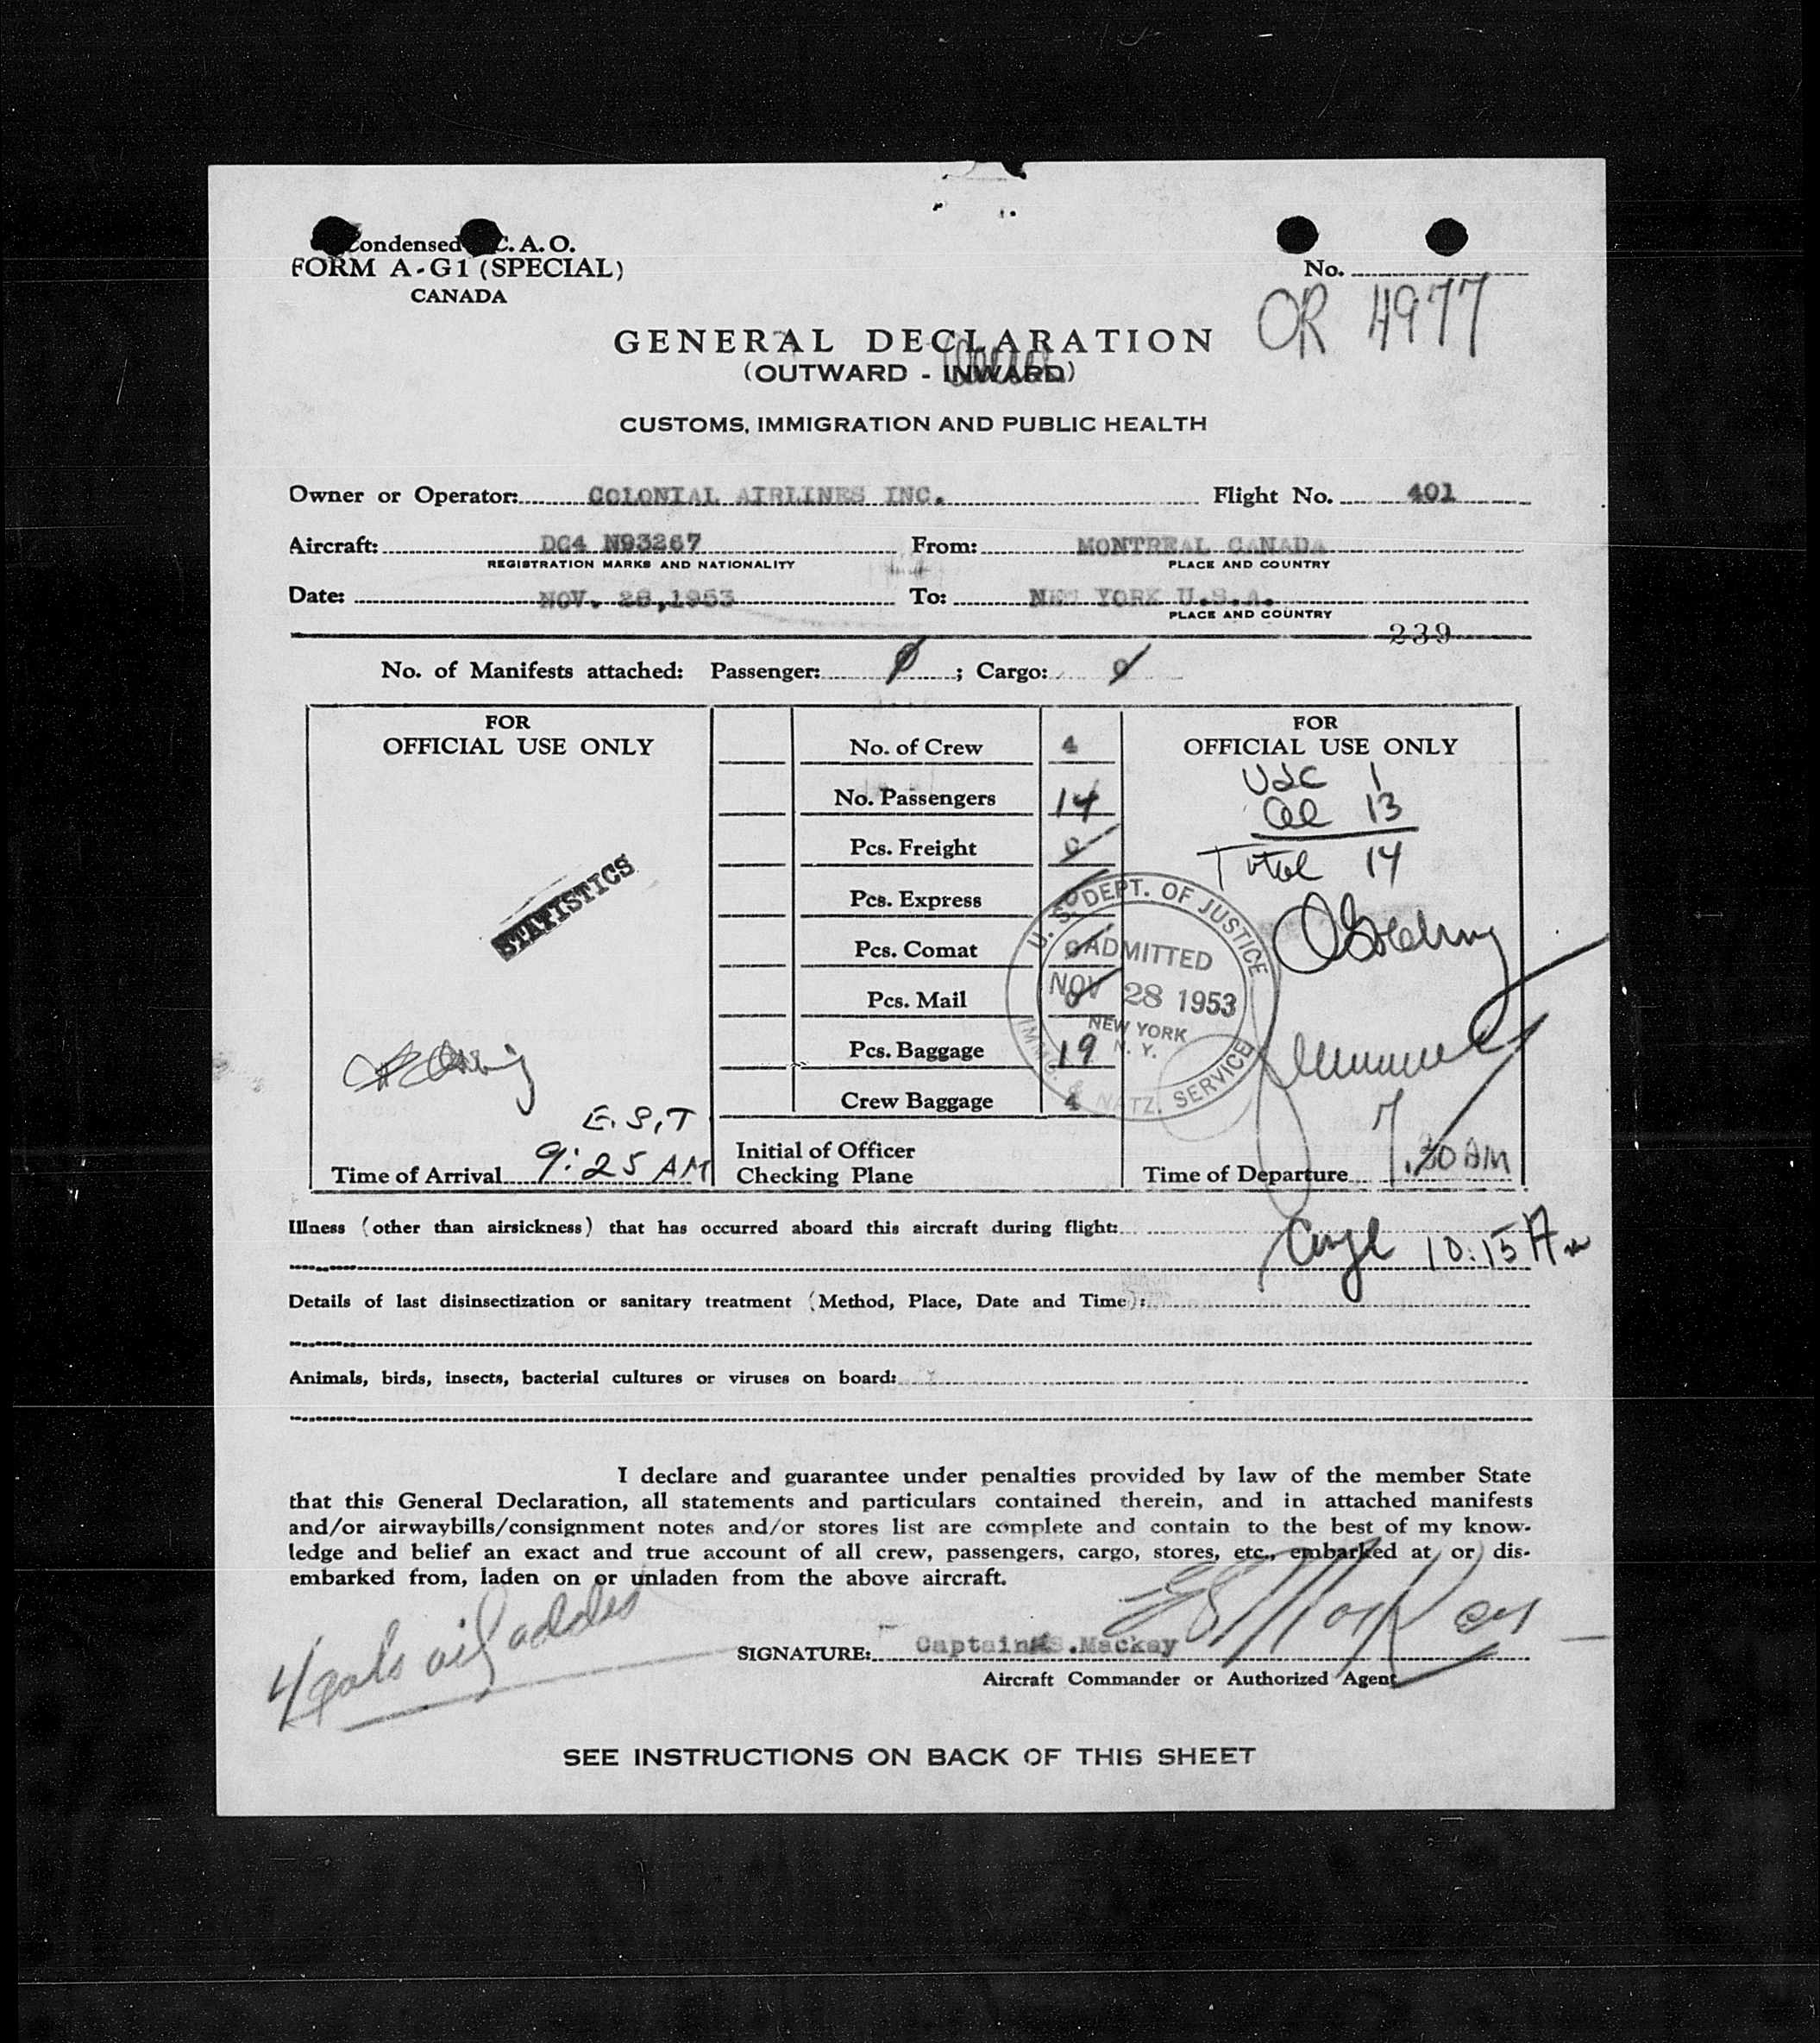 Condensed C. A. O.
FORM A-G1 (SPECIAL)
CANADA
No.
OR 4977
GENERAL DECLARATION
(OUTWARD - INWARD)
CUSTOMS, IMMIGRATION AND PUBLIC HEALTH
Owner or Operator: COLONIAL AIRLINES INC. Flight No. 401
Aircraft: DC4 N93267 From: MONTREAL CANADA
REGISTRATION MARKS AND NATIONALITY PLACE AND COUNTRY
Date: NOV. 28,1953 To: NEW YORK U.S.A.
PLACE AND COUNTRY
239
No. of Manifests attached: Passenger: 0 ; Cargo: 0
FOR
OFFICIAL USE ONLY
STATISTICS
E.S.T
Time of Arrival 9:25 AM
No. of Crew 4
No. Passengers 14
Pcs. Freight 0
Pcs. Express 0
Pcs. Comat 0
Pcs. Mail 0
Pcs. Baggage 19
Crew Baggage 4
Initial of Officer
Checking Plane
FOR
OFFICIAL USE ONLY
USC 1
al 13
Total 14
U. S. DEPT. OF JUSTICE
ADMITTED
NOV 28 1953
NEW YORK
N. Y.
IMMG. & NATZ. SERVICE
Time of Departure 7.30 AM
Illness (other than airsickness) that has occurred aboard this aircraft during flight:
10:15 Am
Details of last disinsectization or sanitary treatment (Method, Place, Date and Time):
Animals, birds, insects, bacterial cultures or viruses on board:
I declare and guarantee under penalties provided by law of the member State
that this General Declaration, all statements and particulars contained therein, and in attached manifests
and/or airwaybills/consignment notes and/or stores list are complete and contain to the best of my know-
ledge and belief an exact and true account of all crew, passengers, cargo, stores, etc., embarked at or dis-
embarked from, laden on or unladen from the above aircraft.
4 gals oil added
SIGNATURE: Captain S.Mackay
Aircraft Commander or Authorized Agent
SEE INSTRUCTIONS ON BACK OF THIS SHEET